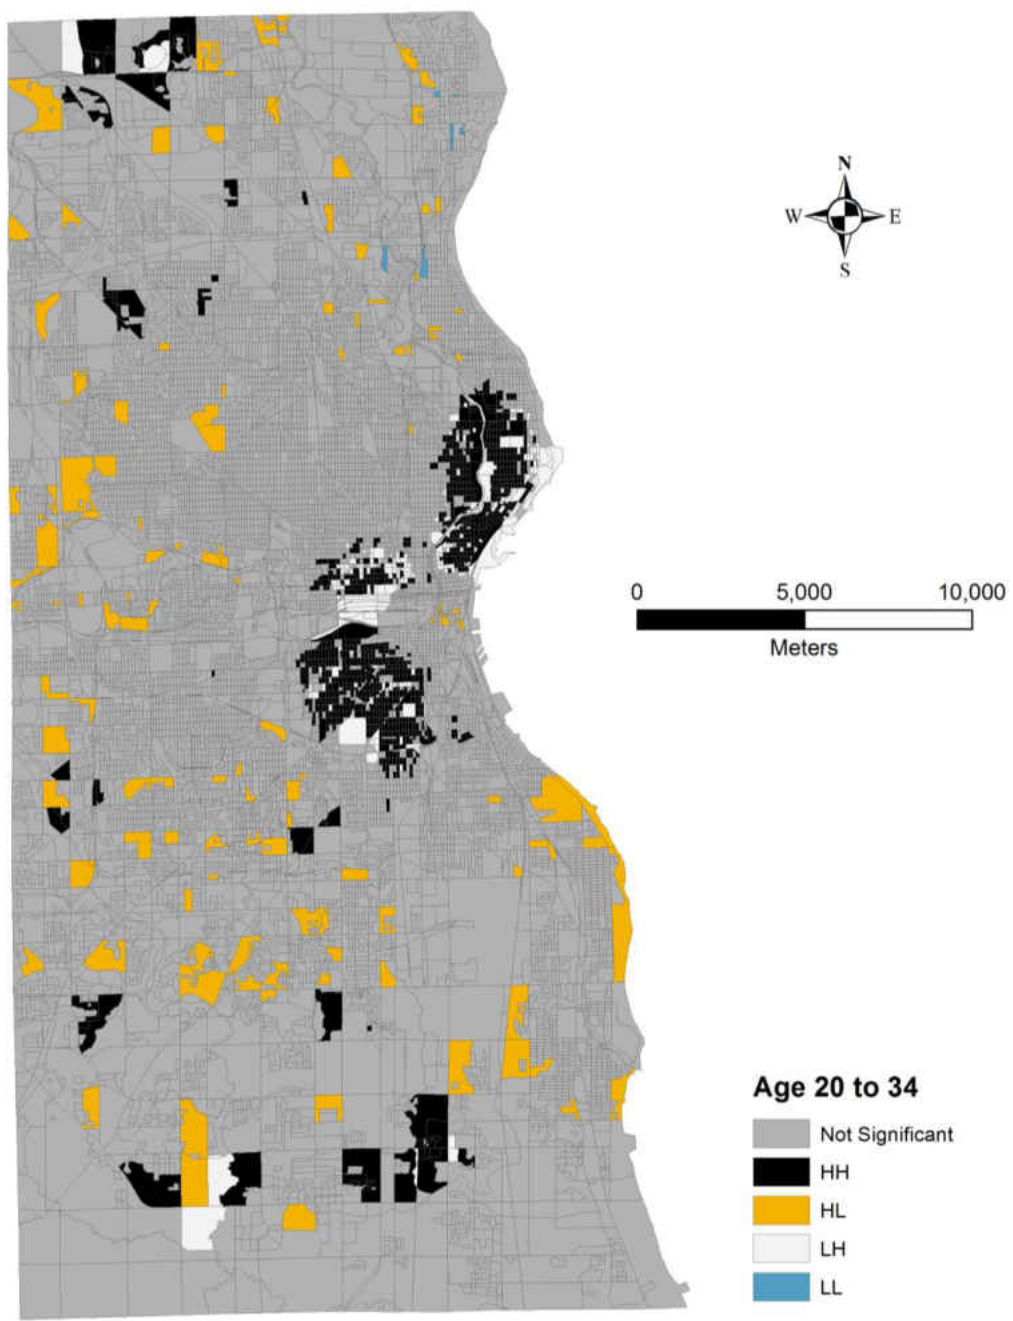 N
W E
S
0 5,000 10,000
Meters
Age 20 to 34
Not Significant
HH
HL
LH
LL